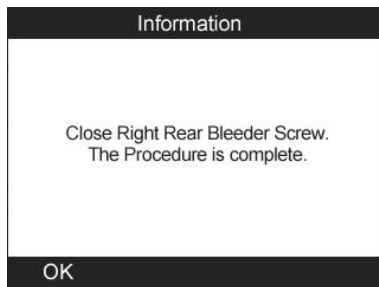 Information
Close Right Rear Bleeder Screw.
The Procedure is complete.
OK